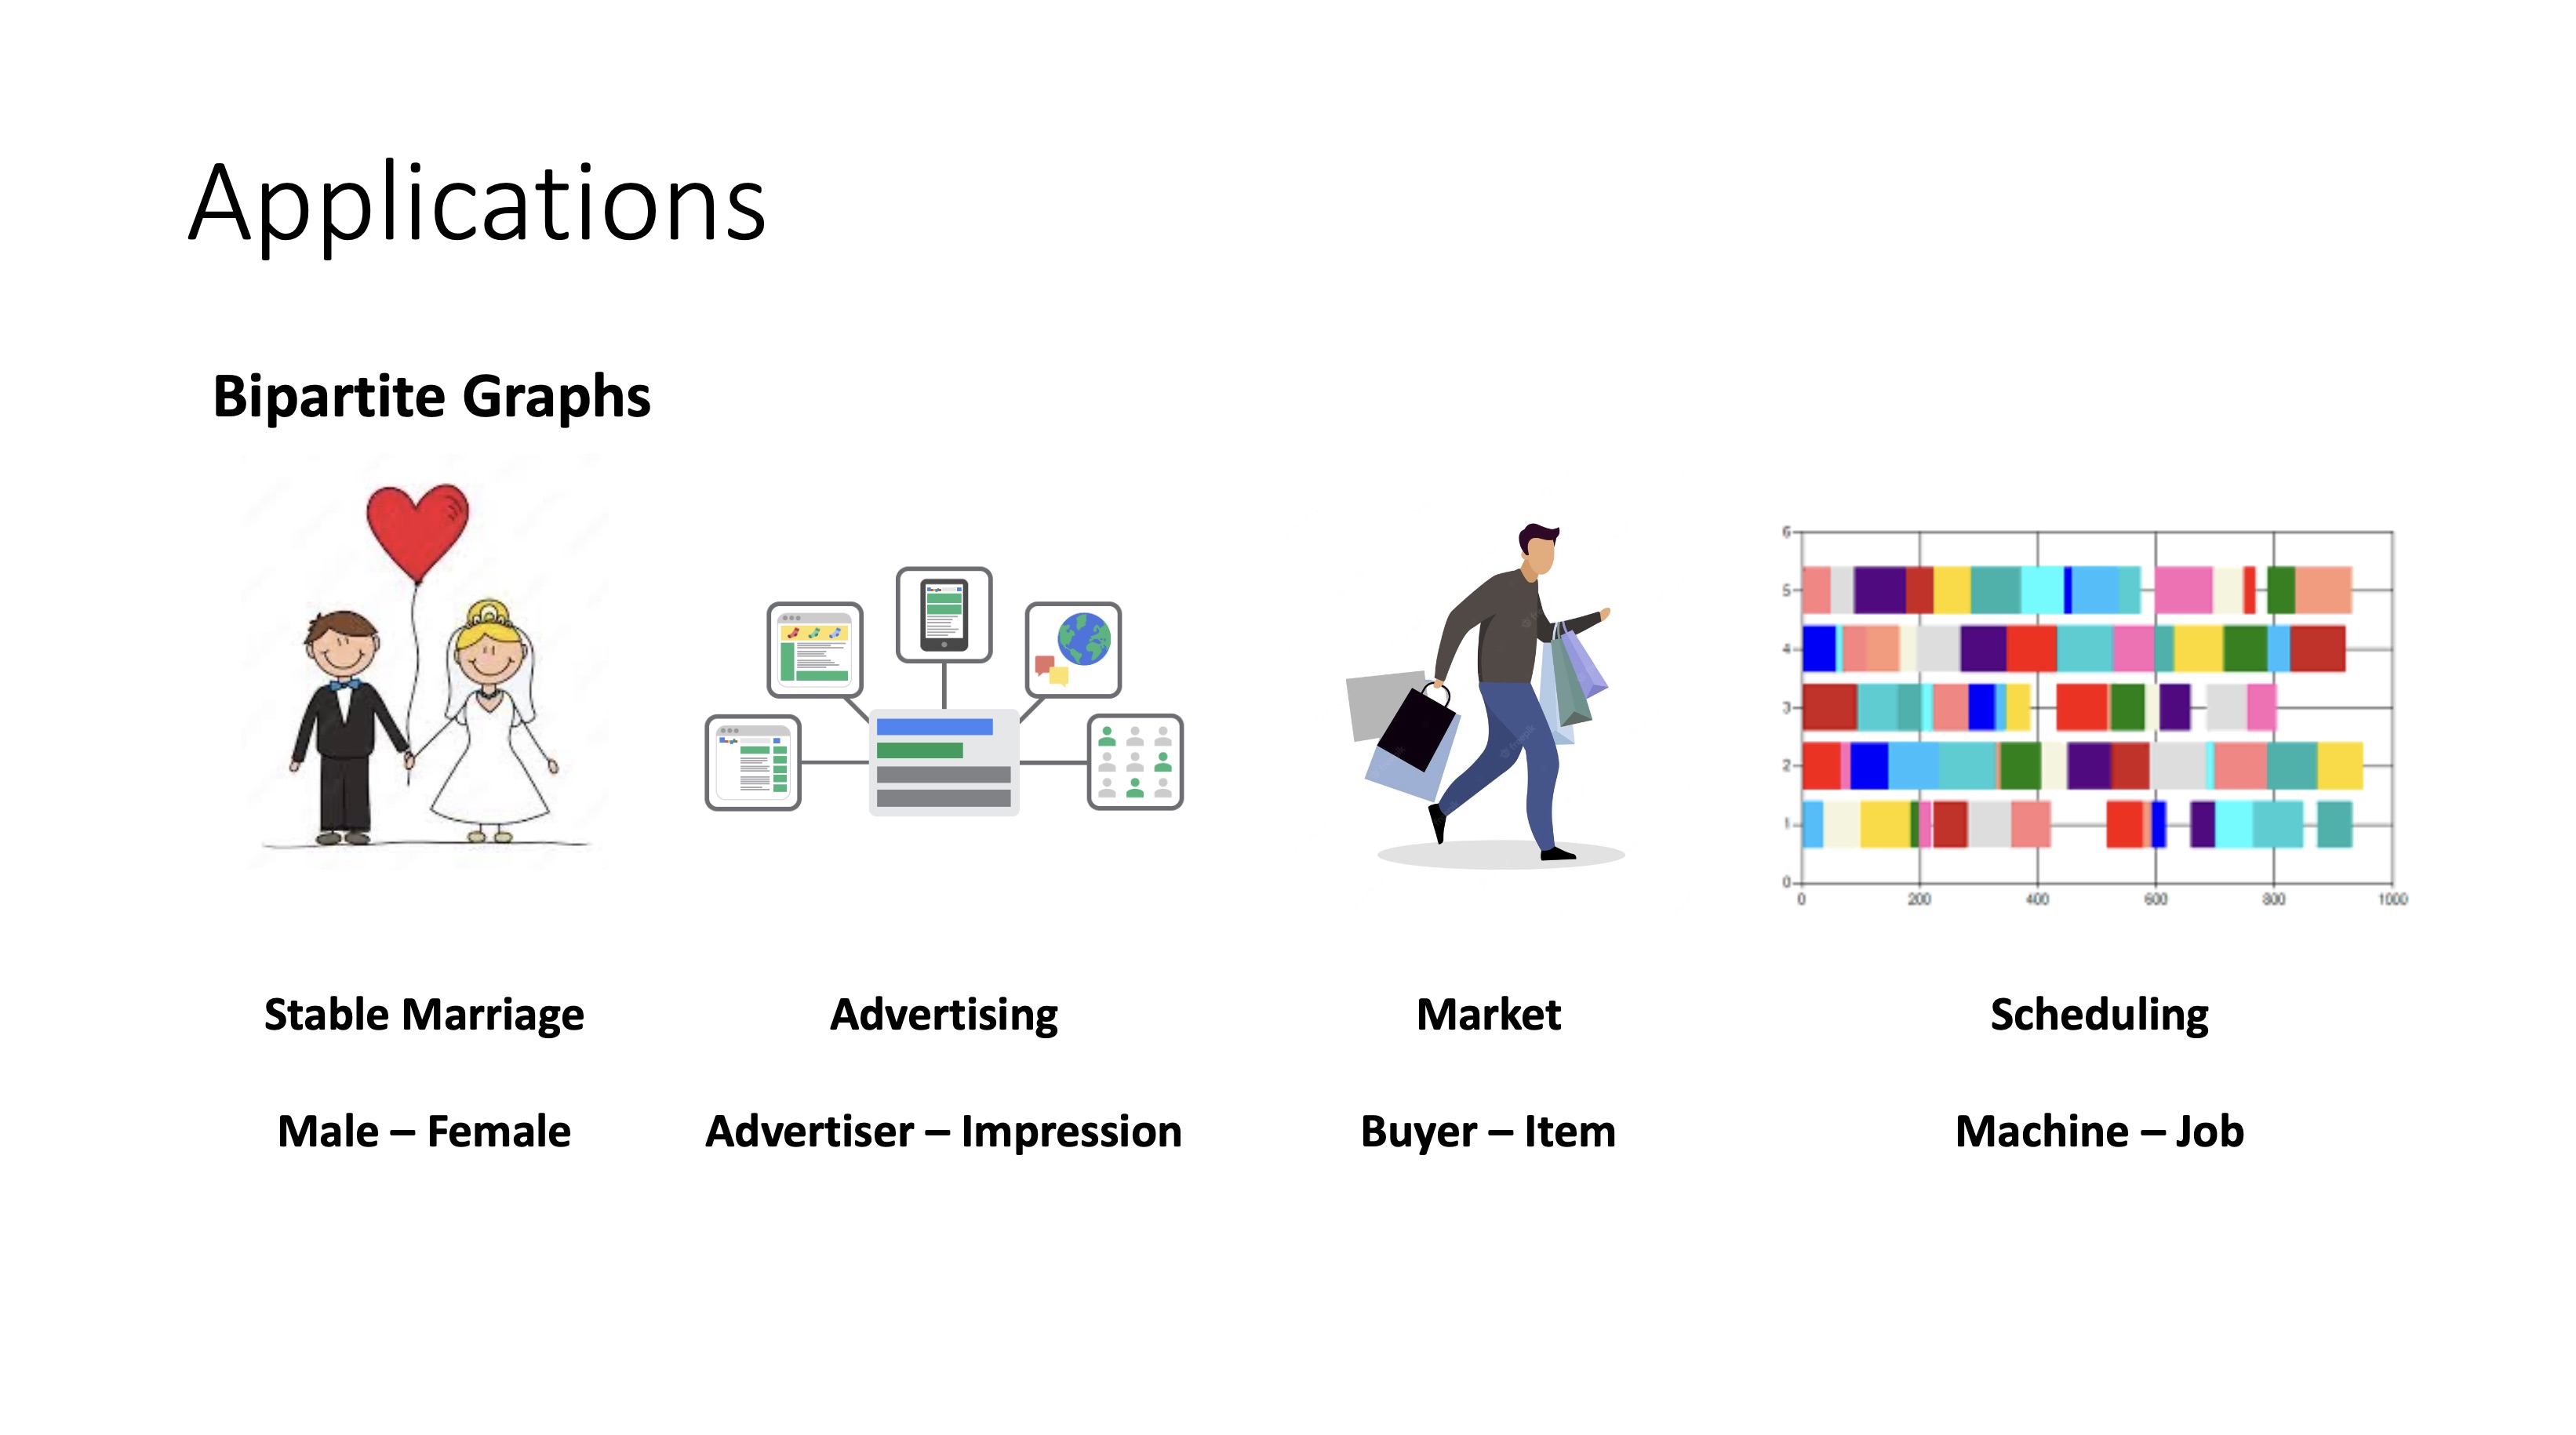 Applications
Bipartite Graphs
6
5
4
3
2
1
0
0 200 400 600 800 1000
Stable Marriage
Advertising
Market
Scheduling
Male – Female
Advertiser – Impression
Buyer – Item
Machine – Job